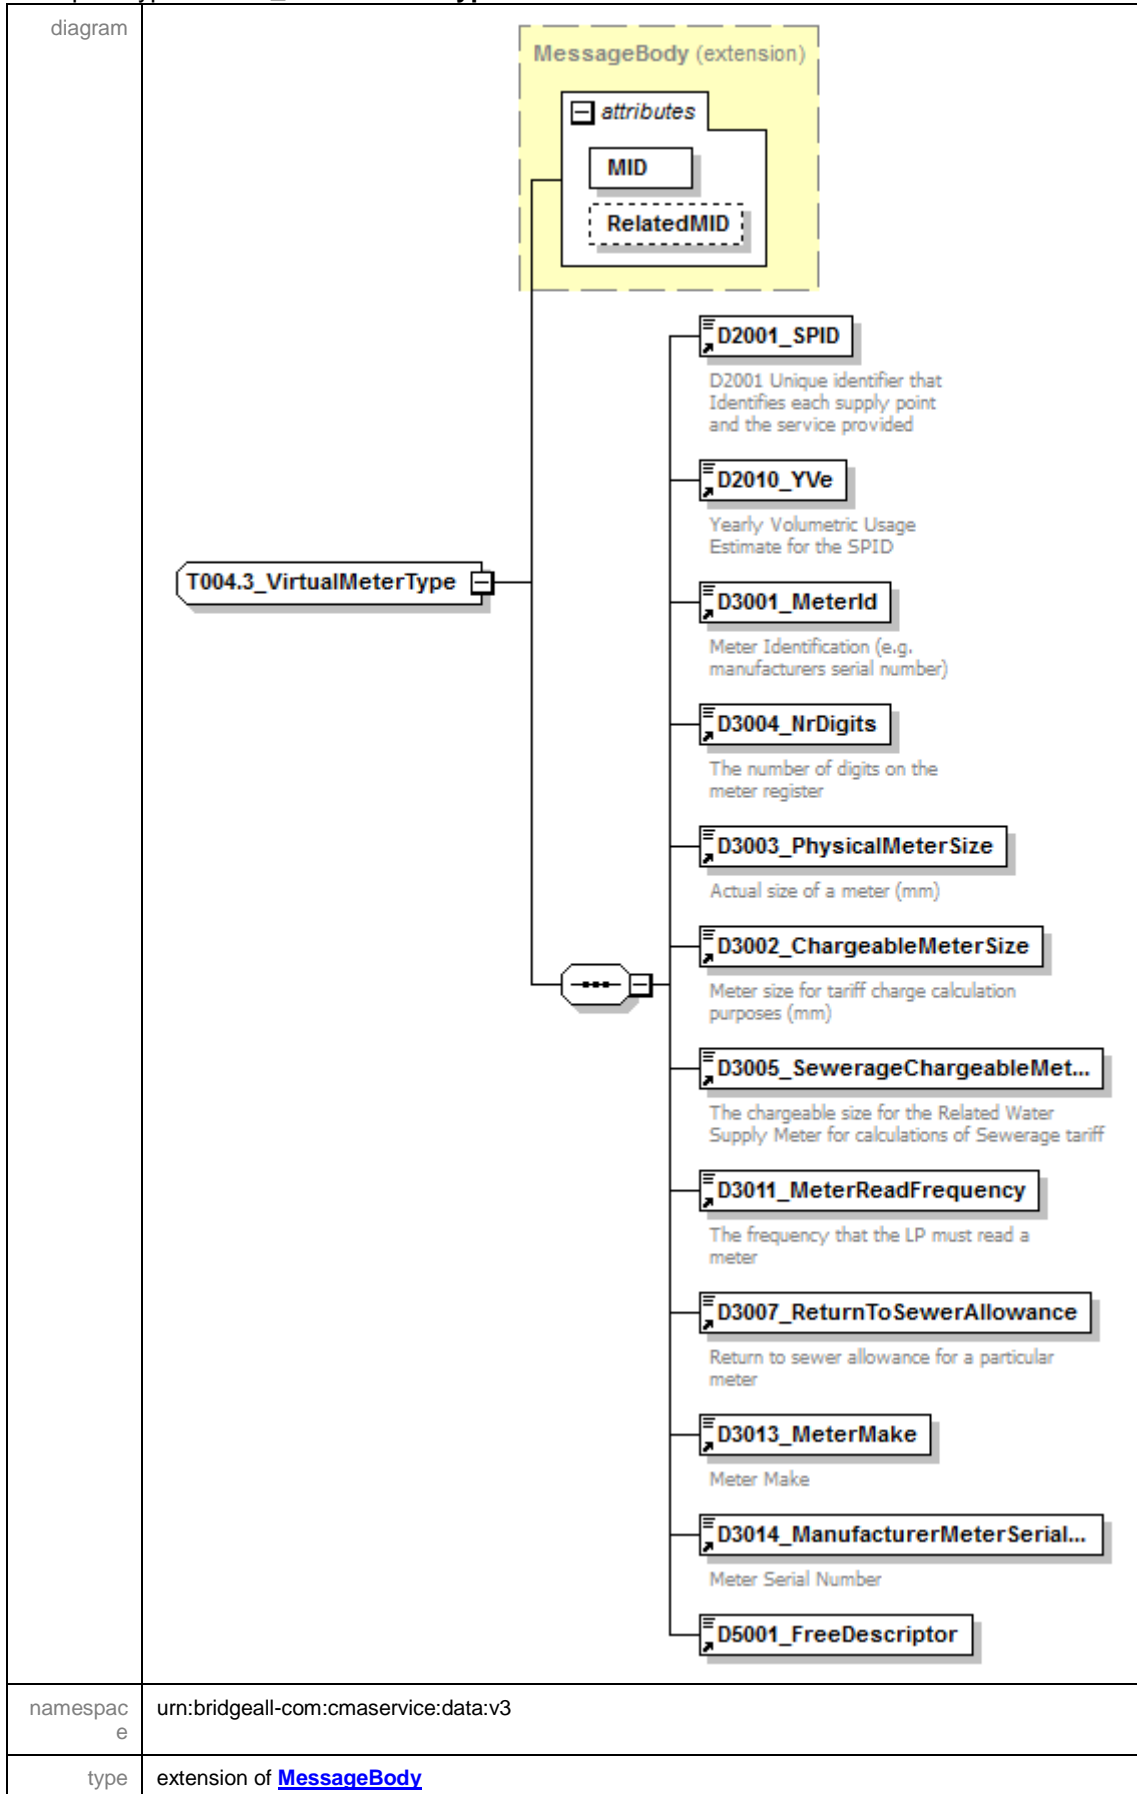 diagram
MessageBody (extension)
attributes
MID
RelatedMID
D2001_SPID
D2001 Unique identifier that
Identifies each supply point
and the service provided
D2010_YVe
Yearly Volumetric Usage
Estimate for the SPID
T004.3_VirtualMeterType
D3001_MeterId
Meter Identification (e.g.
manufacturers serial number)
D3004_NrDigits
The number of digits on the
meter register
D3003_PhysicalMeterSize
Actual size of a meter (mm)
D3002_ChargeableMeterSize
Meter size for tariff charge calculation
purposes (mm)
D3005_SewerageChargeableMet...
The chargeable size for the Related Water
Supply Meter for calculations of Sewerage tariff
D3011_MeterReadFrequency
The frequency that the LP must read a
meter
D3007_ReturnToSewerAllowance
Return to sewer allowance for a particular
meter
D3013_MeterMake
Meter Make
D3014_ManufacturerMeterSerial...
Meter Serial Number
D5001_FreeDescriptor
namespac
e
urn:bridgeall-com:cmaservice:data:v3
type
extension of MessageBody